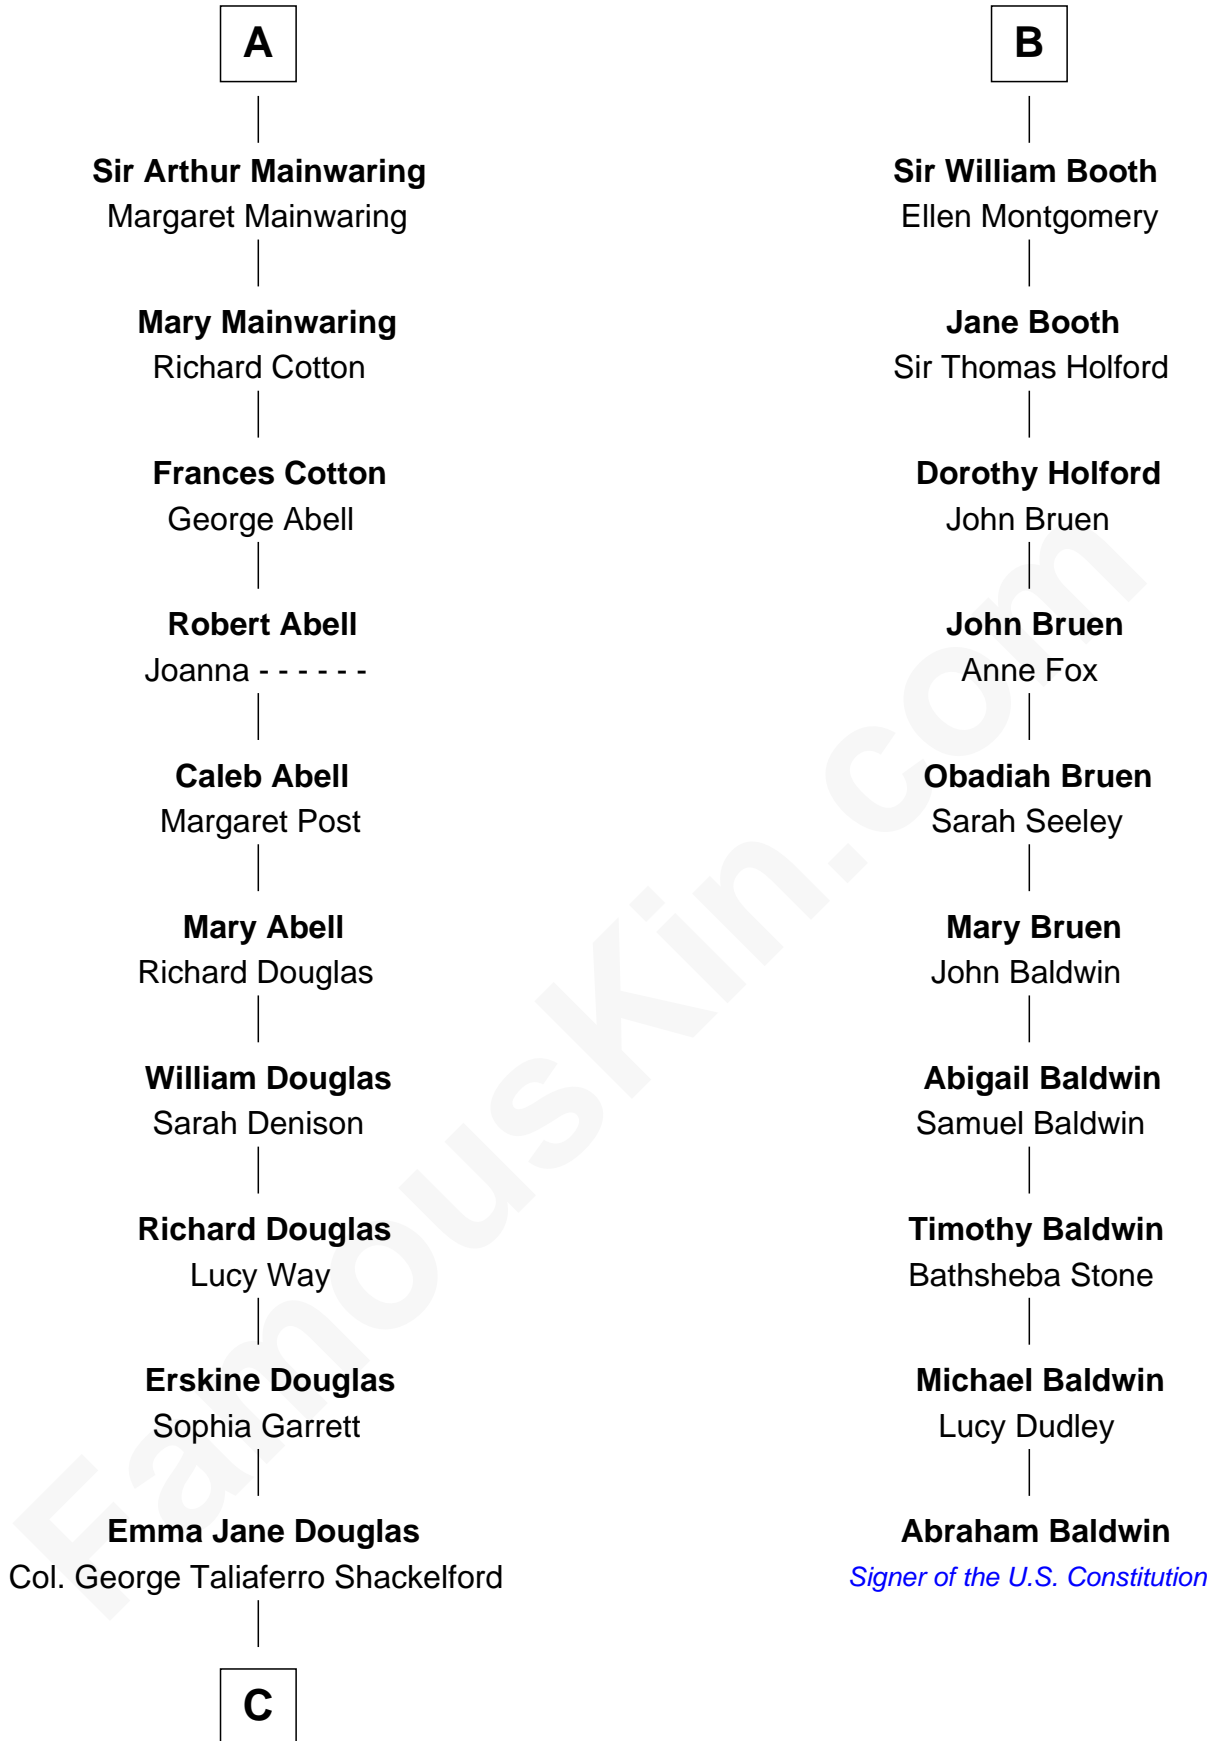 A
Sir Arthur Mainwaring
Margaret Mainwaring
Mary Mainwaring
Richard Cotton
Frances Cotton
George Abell
Robert Abell
Joanna - - - - - -
Caleb Abell
Margaret Post
Mary Abell
Richard Douglas
William Douglas
Sarah Denison
Richard Douglas
Lucy Way
Erskine Douglas
Sophia Garrett
Emma Jane Douglas
Col. George Taliaferro Shackelford
C
B
Sir William Booth
Ellen Montgomery
Jane Booth
Sir Thomas Holford
Dorothy Holford
John Bruen
John Bruen
Anne Fox
Obadiah Bruen
Sarah Seeley
Mary Bruen
John Baldwin
Abigail Baldwin
Samuel Baldwin
Timothy Baldwin
Bathsheba Stone
Michael Baldwin
Lucy Dudley
Abraham Baldwin
Signer of the U.S. Constitution
FamousKin.com